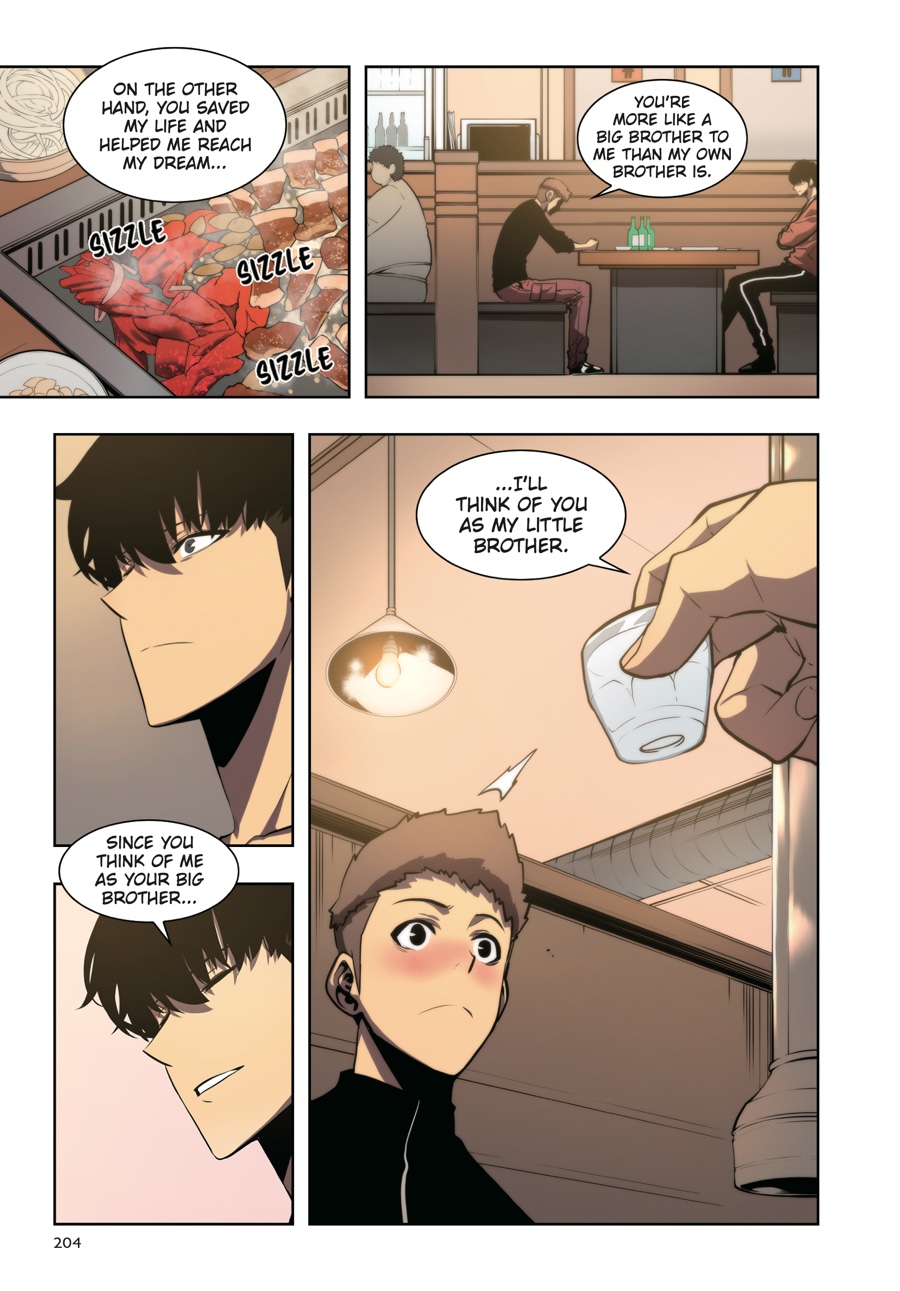 ON THE OTHER
HAND, YOU SAVED
MY LIFE AND
HELPED ME REACH
MY DREAM...
SIZZLE
SIZZLE
SIZZLE
YOU'RE
MORE LIKE A
BIG BROTHER TO
ME THAN MY OWN
BROTHER IS.
SINCE YOU
THINK OF ME
AS YOUR BIG
BROTHER...
...I'LL
THINK OF YOU
AS MY LITTLE
BROTHER.
204